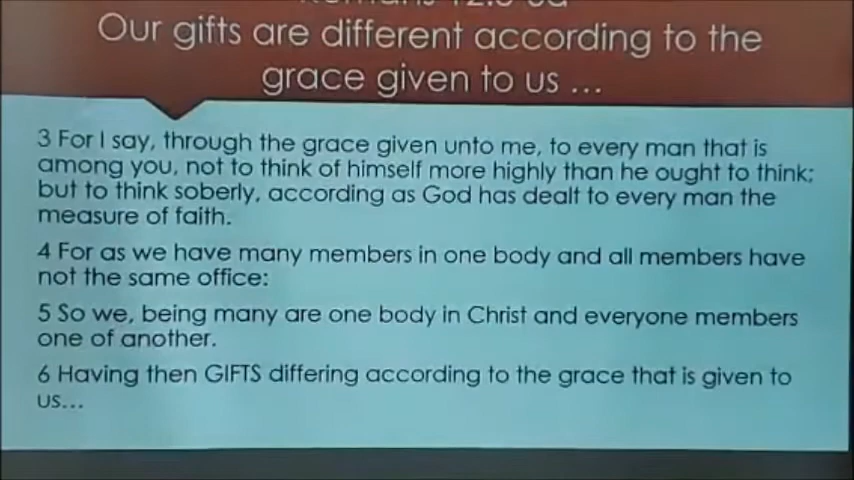 Our gifts are different according to the
grace given to us ...
3 For I say, through the grace given unto me, to every man that is
among you, not to think of himself more highly than he ought to think;
but to think soberly, according as God has dealt to every man the
measure of faith.
4 For as we have many members in one body and all members have
not the same office:
5 So we, being many are one body in Christ and everyone members
one of another.
6 Having then GIFTS differing according to the grace that is given to
us...